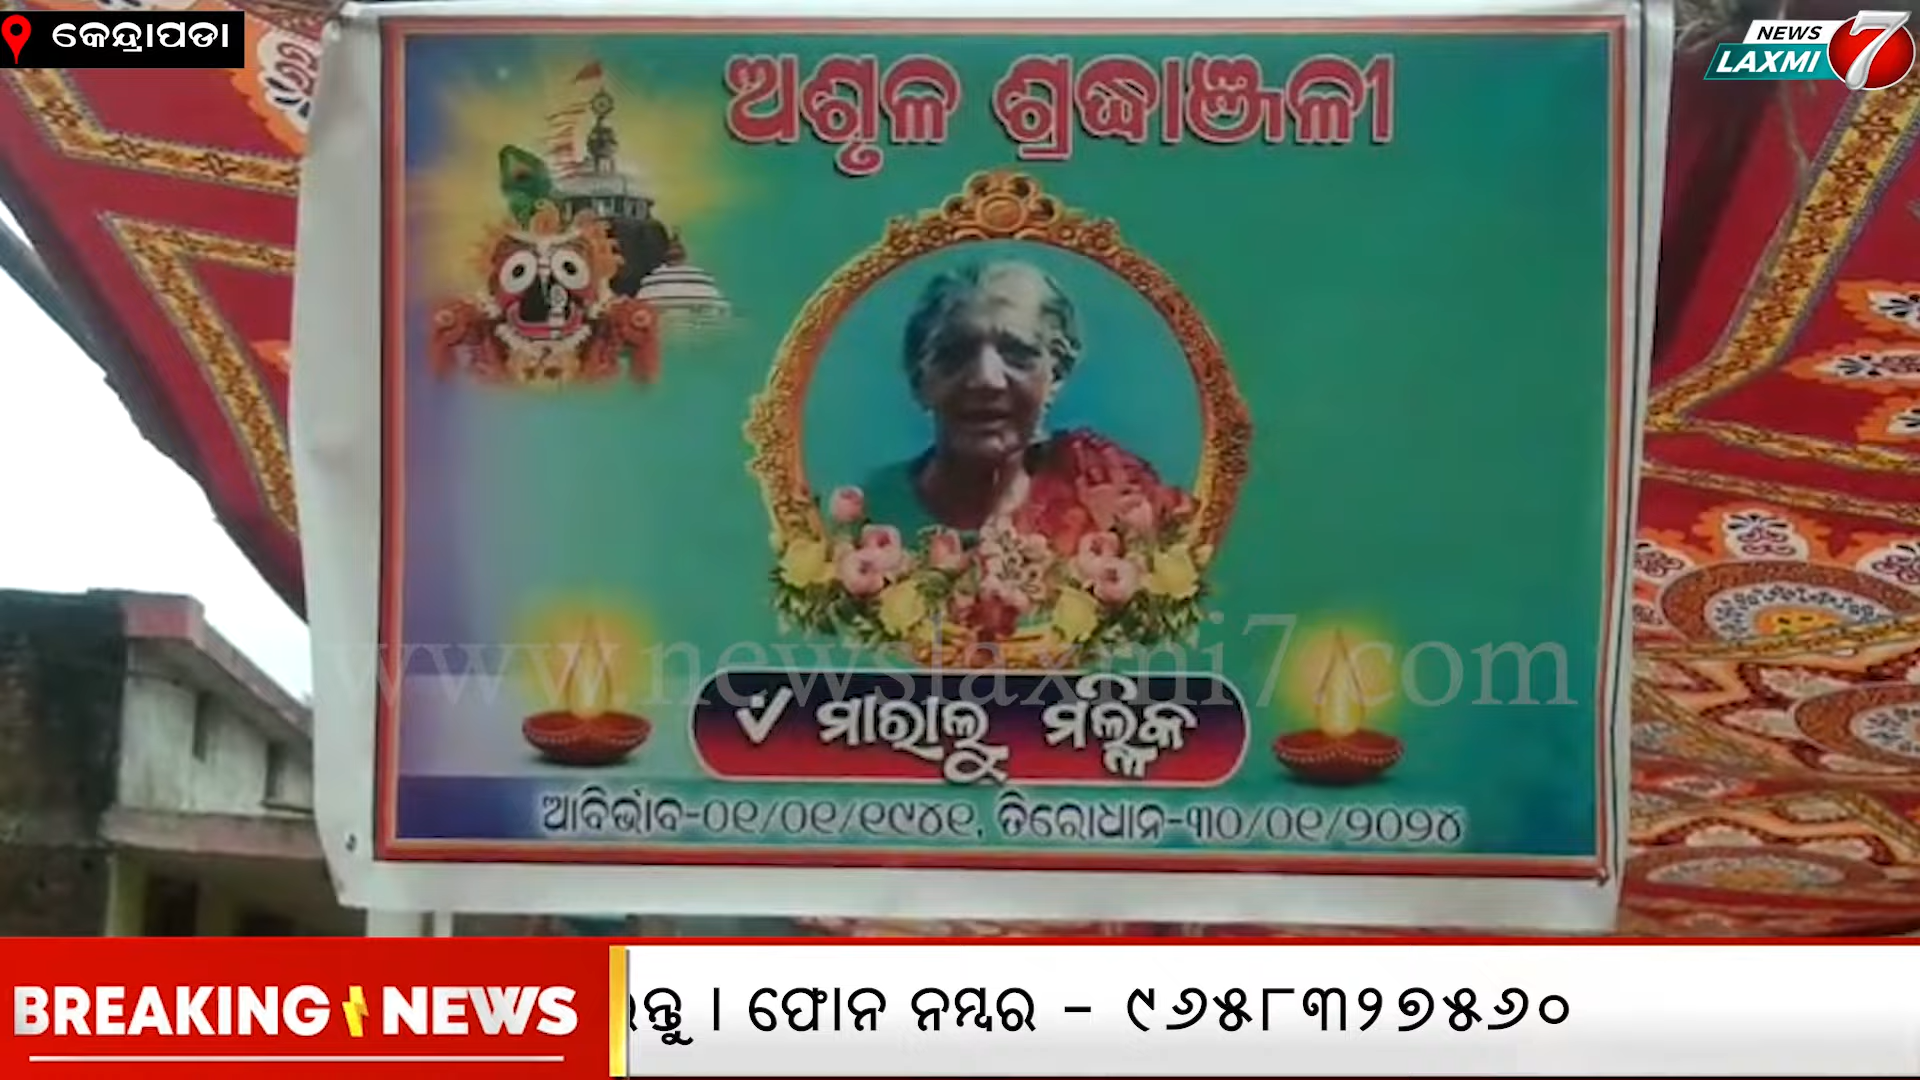 କେନ୍ଦ୍ରାପଡା
NEWS
LAXMI 7
ଅଶ୍ରୁଳ ଶ୍ରଦ୍ଧାଞ୍ଜଳୀ
www.newslaxmi7.com
ମାରାଲୁ ମଲ୍ଲିକ
ଆବିର୍ଭାବ-୦୧/୦୧/୧୯୪୧, ତିରୋଧାନ-୩୦/୦୧/୨୦୨୪
BREAKING NEWS
। ଫୋନ ନମ୍ବର – ୯୬୫୮୩୨୭୫୬୦